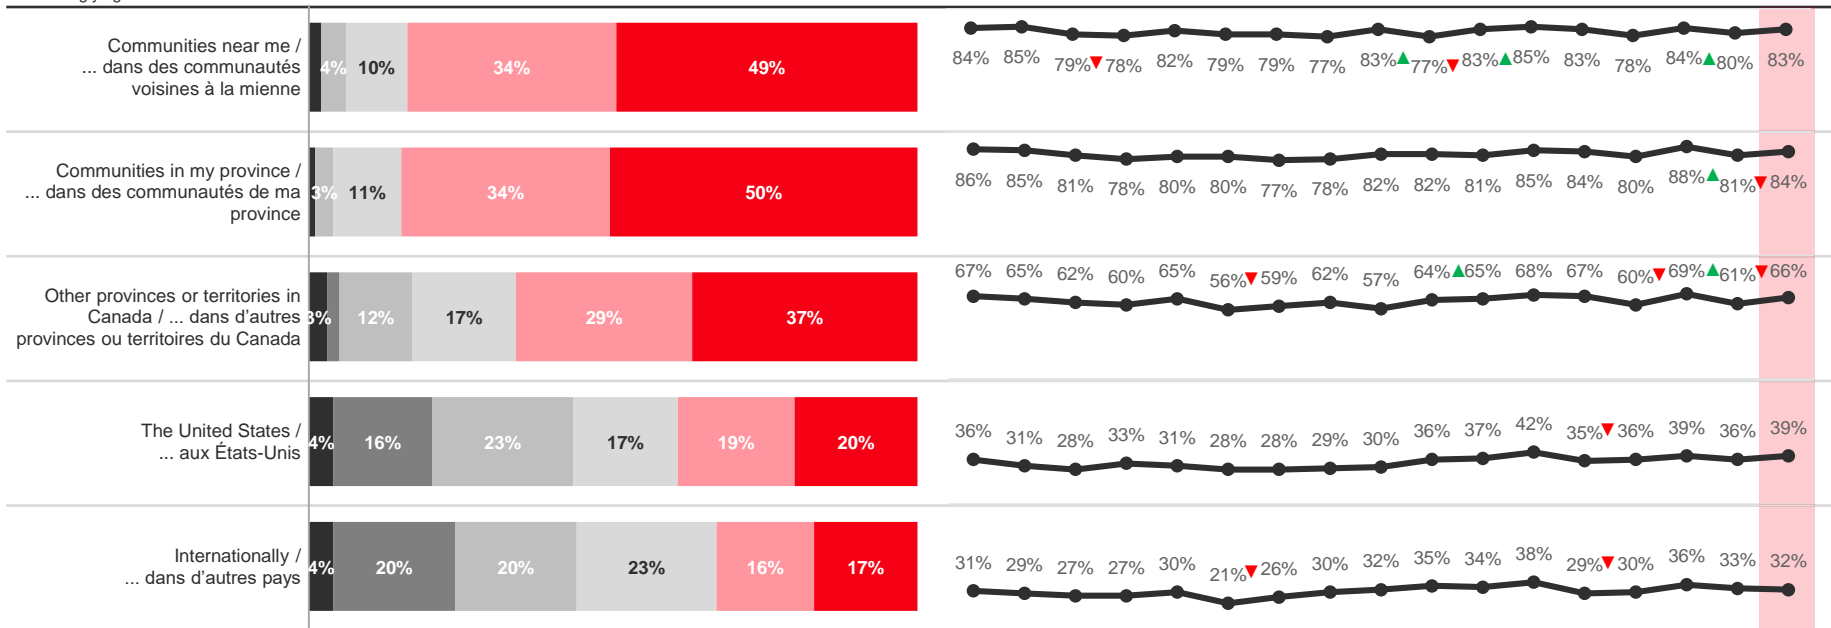 Communities near me /
... dans des communautés
voisines à la mienne
4% 10% 34% 49%
84% 85% 79% 78% 82% 79% 79% 77% 83% 77% 83% 85% 83% 78% 84% 80% 83%
Communities in my province /
... dans des communautés de ma
province
3% 11% 34% 50%
86% 85% 81% 78% 80% 80% 77% 78% 82% 82% 81% 85% 84% 80% 88% 81% 84%
Other provinces or territories in
Canada / ... dans d'autres
provinces ou territoires du Canada
3% 12% 17% 29% 37%
67% 65% 62% 60% 65% 56% 59% 62% 57% 64% 65% 68% 67% 60% 69% 61% 66%
The United States /
... aux États-Unis
4% 16% 23% 17% 19% 20%
36% 31% 28% 33% 31% 28% 28% 29% 30% 36% 37% 42% 35% 36% 39% 36% 39%
Internationally /
... dans d'autres pays
4% 20% 20% 23% 16% 17%
31% 29% 27% 27% 30% 21% 26% 30% 32% 35% 34% 38% 29% 30% 36% 33% 32%